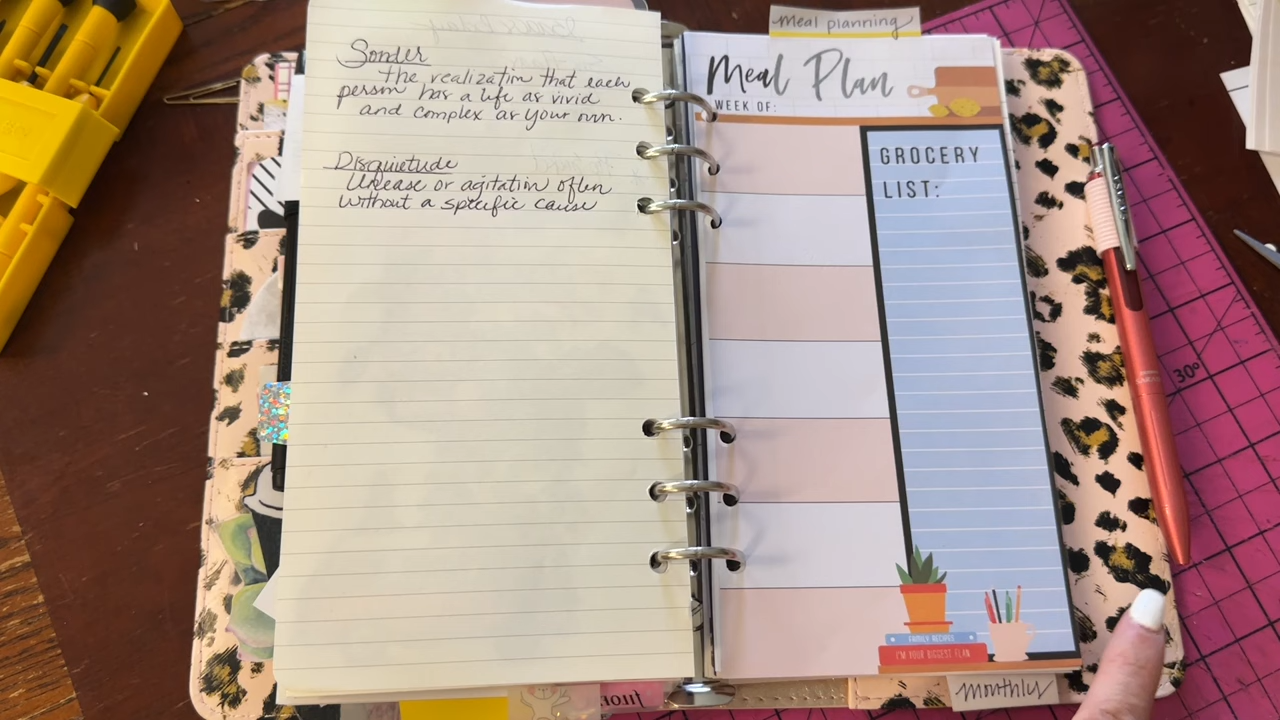 Sonder
the realization that each
person has a life as vivid
and complex as your own.
Disquietude
Unease or agitation often
without a specific cause
Meal planning
Meal Plan
WEEK OF:
GROCERY
LIST:
FAMILY RECIPES
I'M YOUR BIGGEST FLAN
monthly
30°